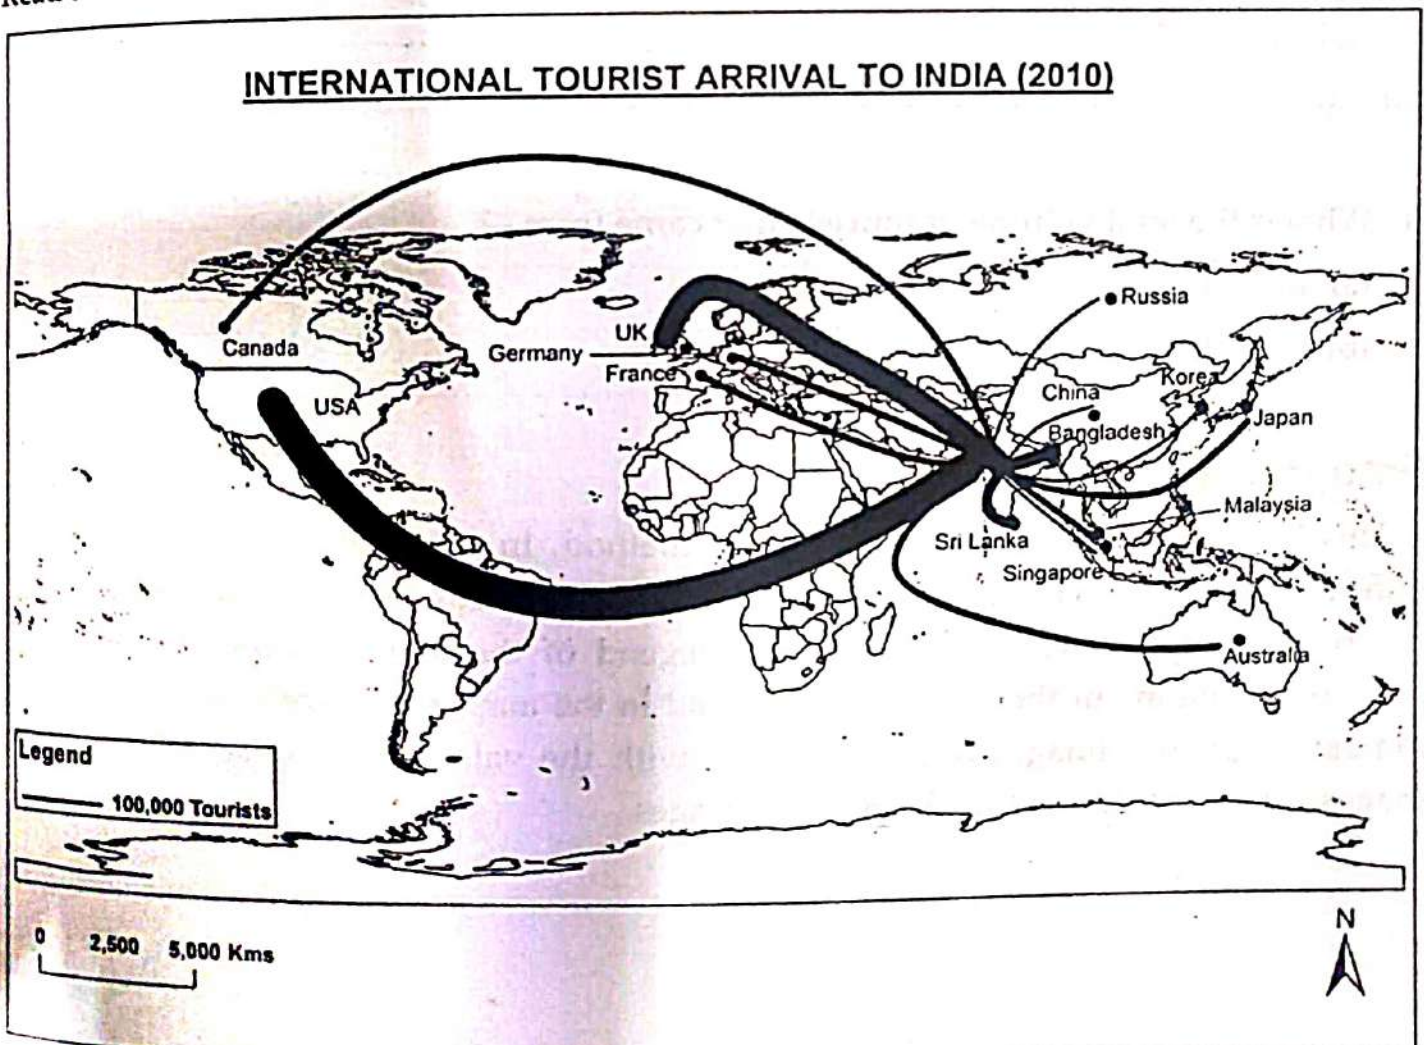 INTERNATIONAL TOURIST ARRIVAL TO INDIA (2010)
Russia
UK
Canada
Germany
France
China
Korea
USA
Japan
Bangladesh
Malaysia
Sri Lanka
Singapore
Australia
Legend
100,000 Tourists
N
0 2,500 5,000 Kms